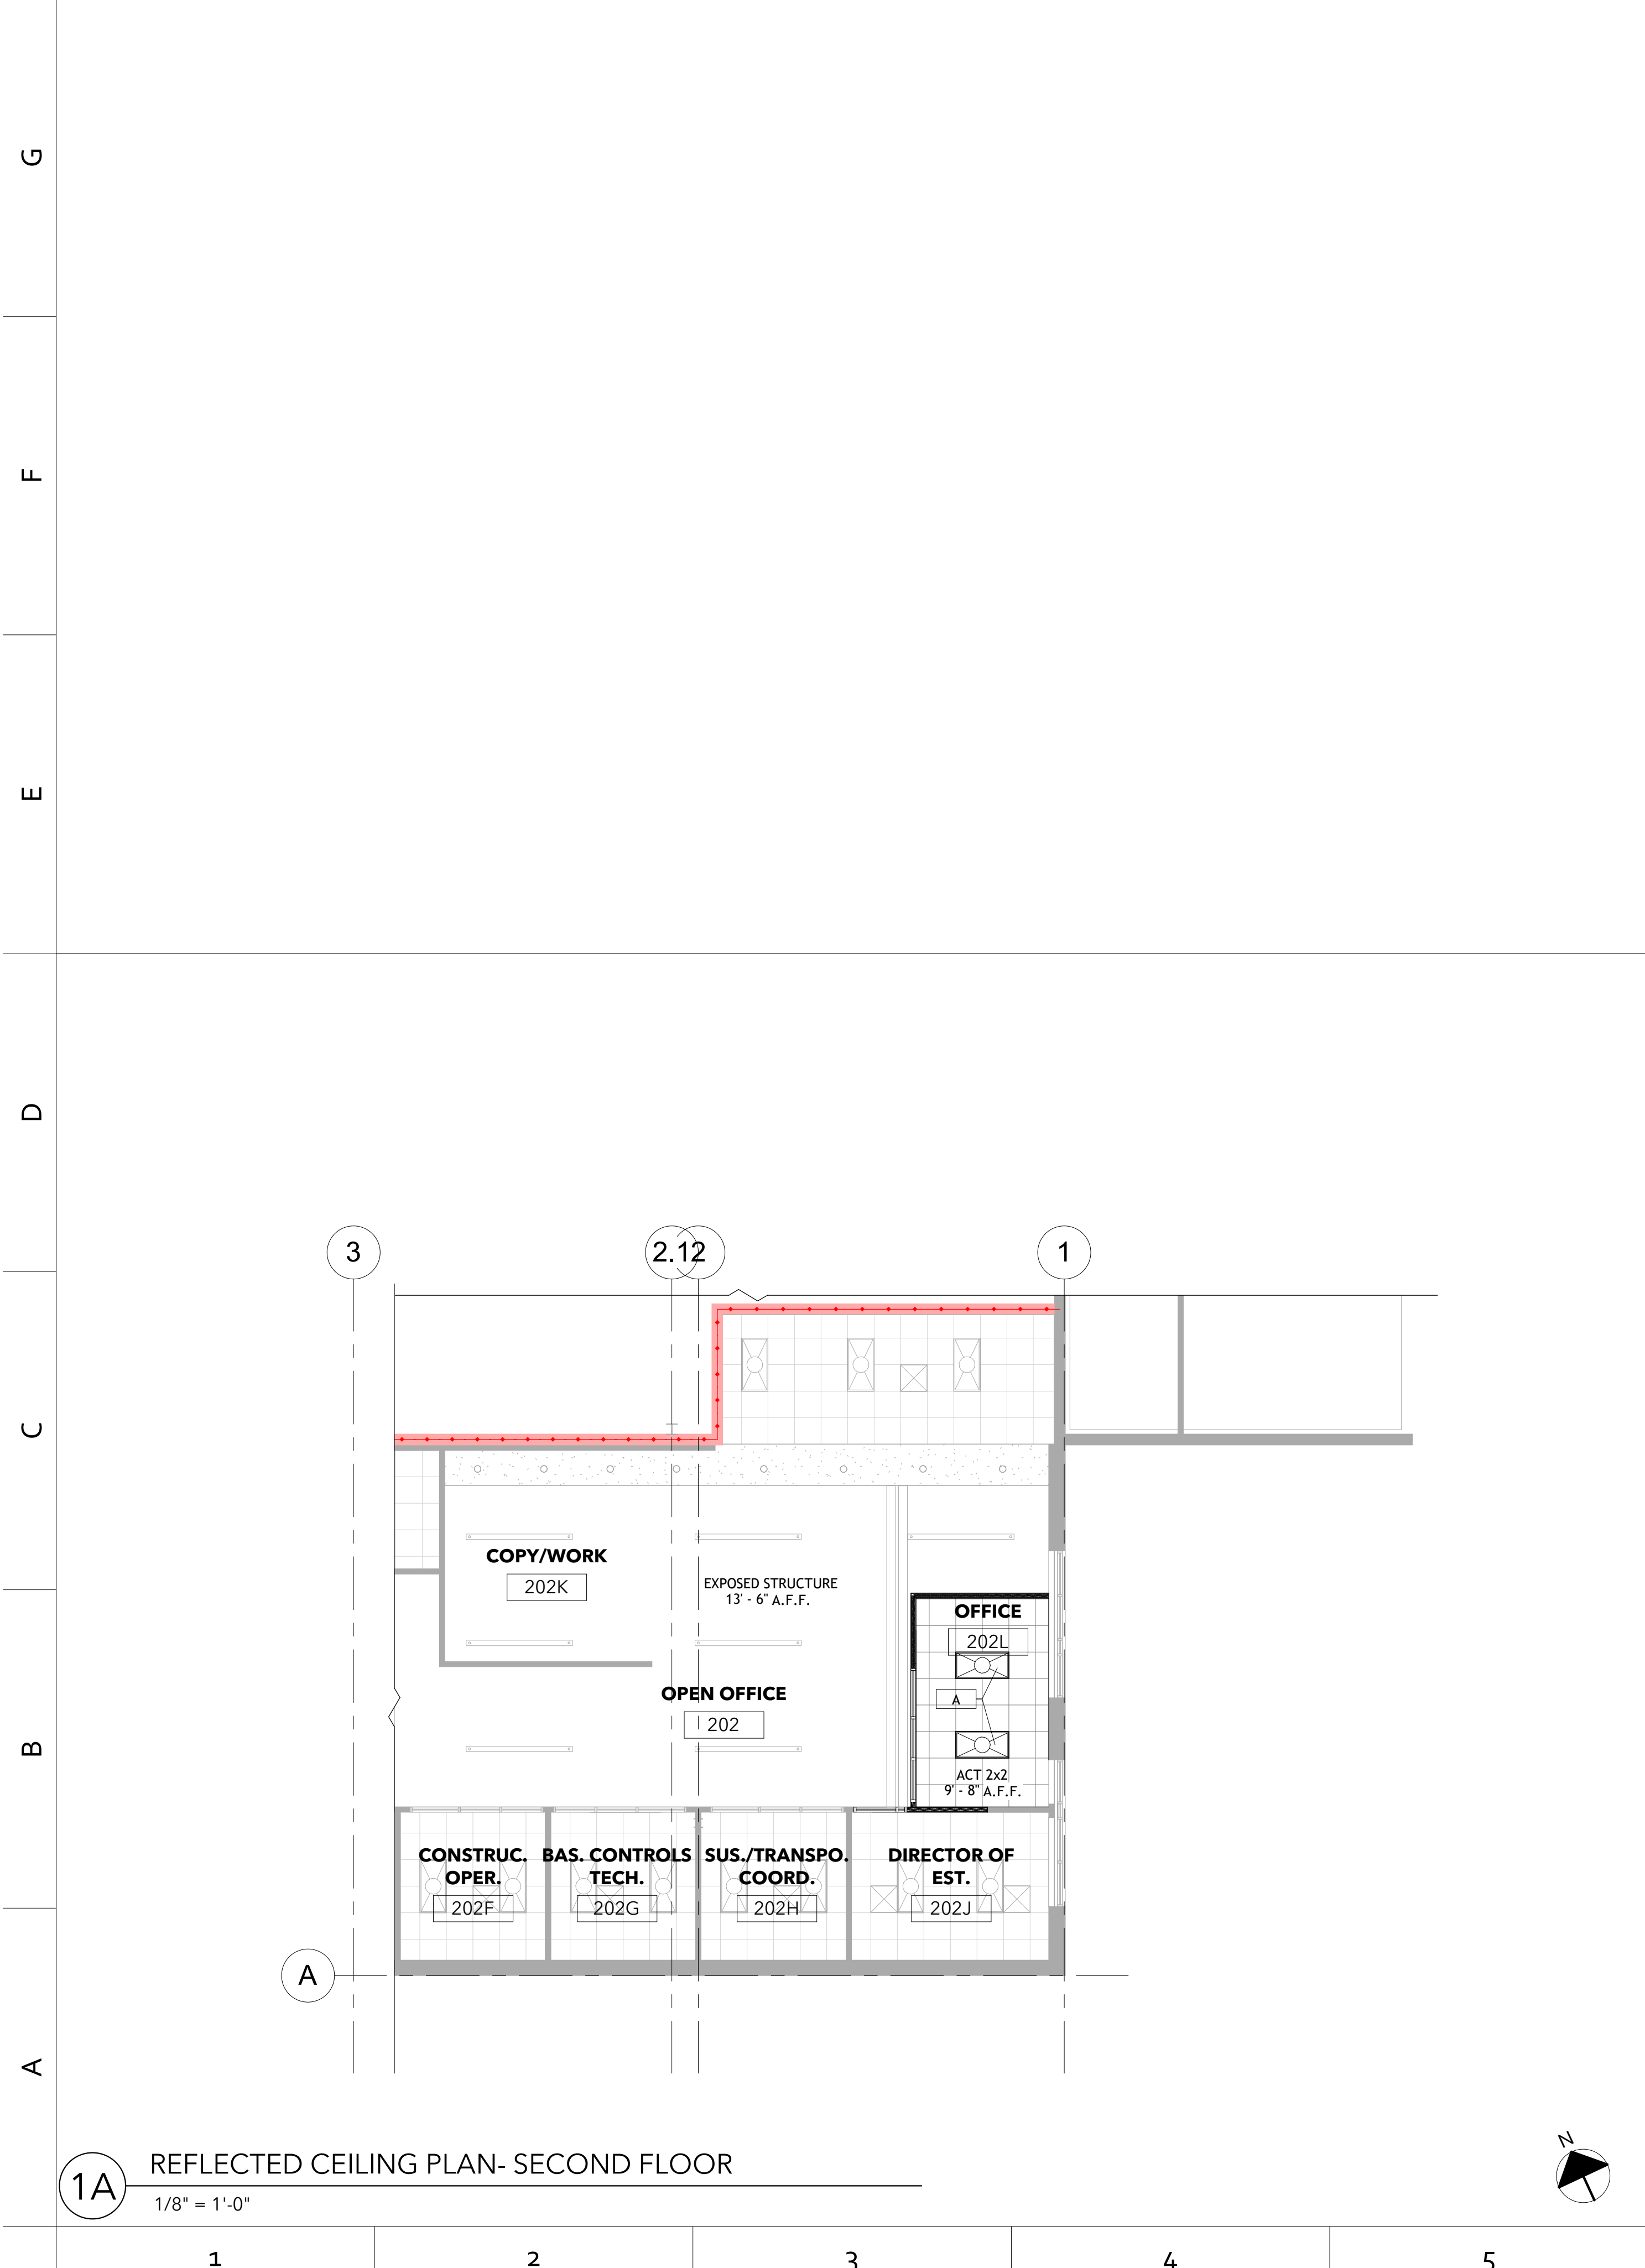 G
F
E
D
3
2.1
2
1
C
COPY/WORK
202K
EXPOSED STRUCTURE
13' - 6" A.F.F.
OFFICE
202L
OPEN OFFICE
202
A
B
ACT 2x2
9' - 8" A.F.F.
CONSTRUC.
OPER.
202F
BAS. CONTROLS
TECH.
202G
SUS./TRANSPO.
COORD.
202H
DIRECTOR OF
EST.
202J
A
A
N
1A
REFLECTED CEILING PLAN- SECOND FLOOR
1/8" = 1'-0"
1
2
3
4
5